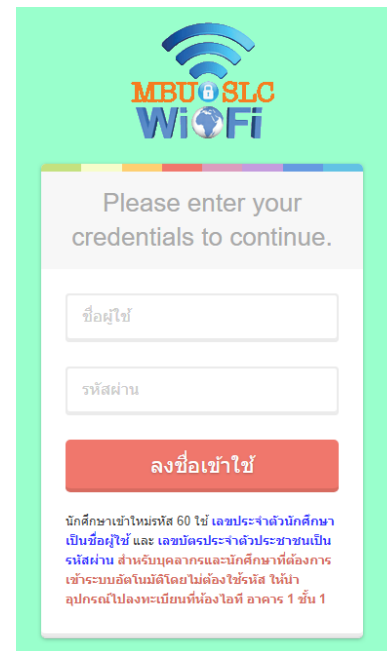 MBU SLC
WiFi
Please enter your
credentials to continue.
ชื่อผู้ใช้
รหัสผ่าน
ลงชื่อเข้าใช้
นักศึกษาเข้าใหม่รหัส 60 ใช้ เลขประจำตัวนักศึกษา
เป็นชื่อผู้ใช้ และ เลขบัตรประจำตัวประชาชนเป็น
รหัสผ่าน สำหรับบุคลากรและนักศึกษาที่ต้องการ
เข้าระบบอัตโนมัติโดยไม่ต้องใช้รหัส ให้นำ
อุปกรณ์ไปลงทะเบียนที่ห้องไอที อาคาร 1 ชั้น 1